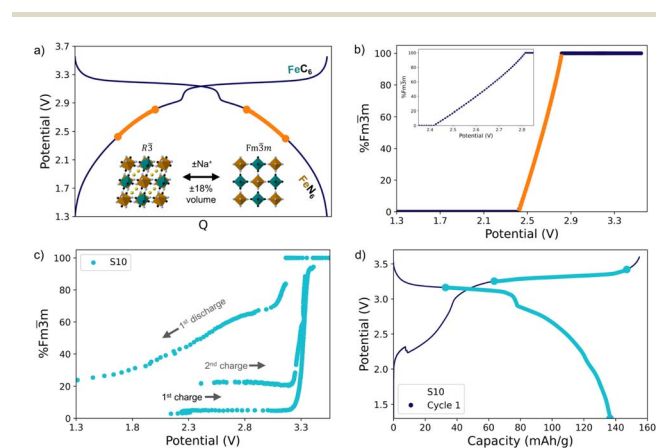 a)
3.7
3.3
2.9
2.5
2.1
1.7
1.3
Potential (V)
Q
FeC₆
FeN₆
R3̅
Fm3̅m
±Na⁺
±18%
volume
b)
100
80
60
40
20
0
%Fm3̅m
1.3 1.7 2.1 2.5 2.9 3.3
Potential (V)
100
80
60
40
20
0
%Fm3̅m
2.4 2.5 2.6 2.7 2.8
Potential (V)
c)
S10
100
80
60
40
20
0
%Fm3̅m
1st discharge
2nd charge
1st charge
1.3 1.8 2.3 2.8 3.3
Potential (V)
d)
3.5
3.0
2.5
2.0
1.5
Potential (V)
S10
Cycle 1
0 20 40 60 80 100 120 140 160
Capacity (mAh/g)